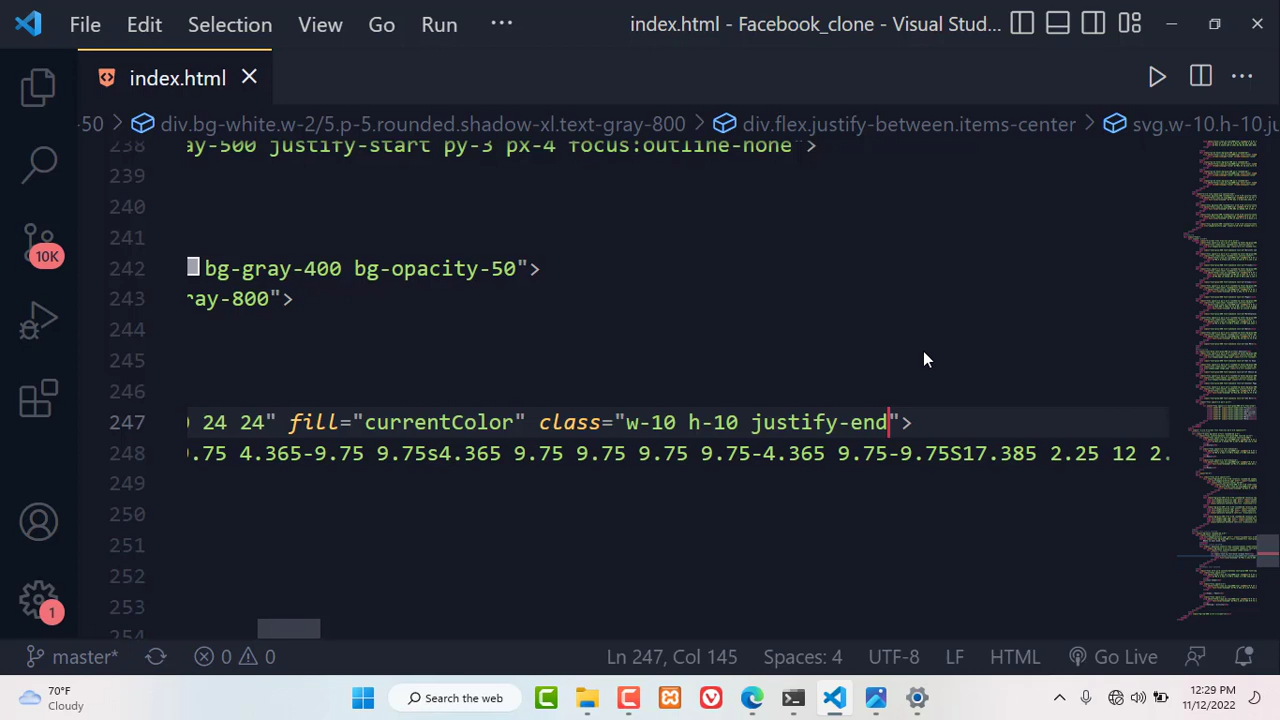 File Edit Selection View Go Run ··· index.html - Facebook_clone - Visual Stud...
index.html
-50 > div.bg-white.w-2/5.p-5.rounded.shadow-xl.text-gray-800 > div.flex.justify-between.items-center > svg.w-10.h-10.ju
238 ay-500 justify-start py-3 px-4 focus:outline-none">
239
240
241
242 bg-gray-400 bg-opacity-50">
243 ray-800">
244
245
246
247 24 24" fill="currentColor" class="w-10 h-10 justify-end">
248 9.75 4.365-9.75 9.75s4.365 9.75 9.75 9.75 9.75-4.365 9.75-9.75S17.385 2.25 12 2.
249
250
251
252
253
254
10K
1
master* 0 0 Ln 247, Col 145 Spaces: 4 UTF-8 LF HTML Go Live
70°F
Cloudy
Search the web
12:29 PM
11/12/2022